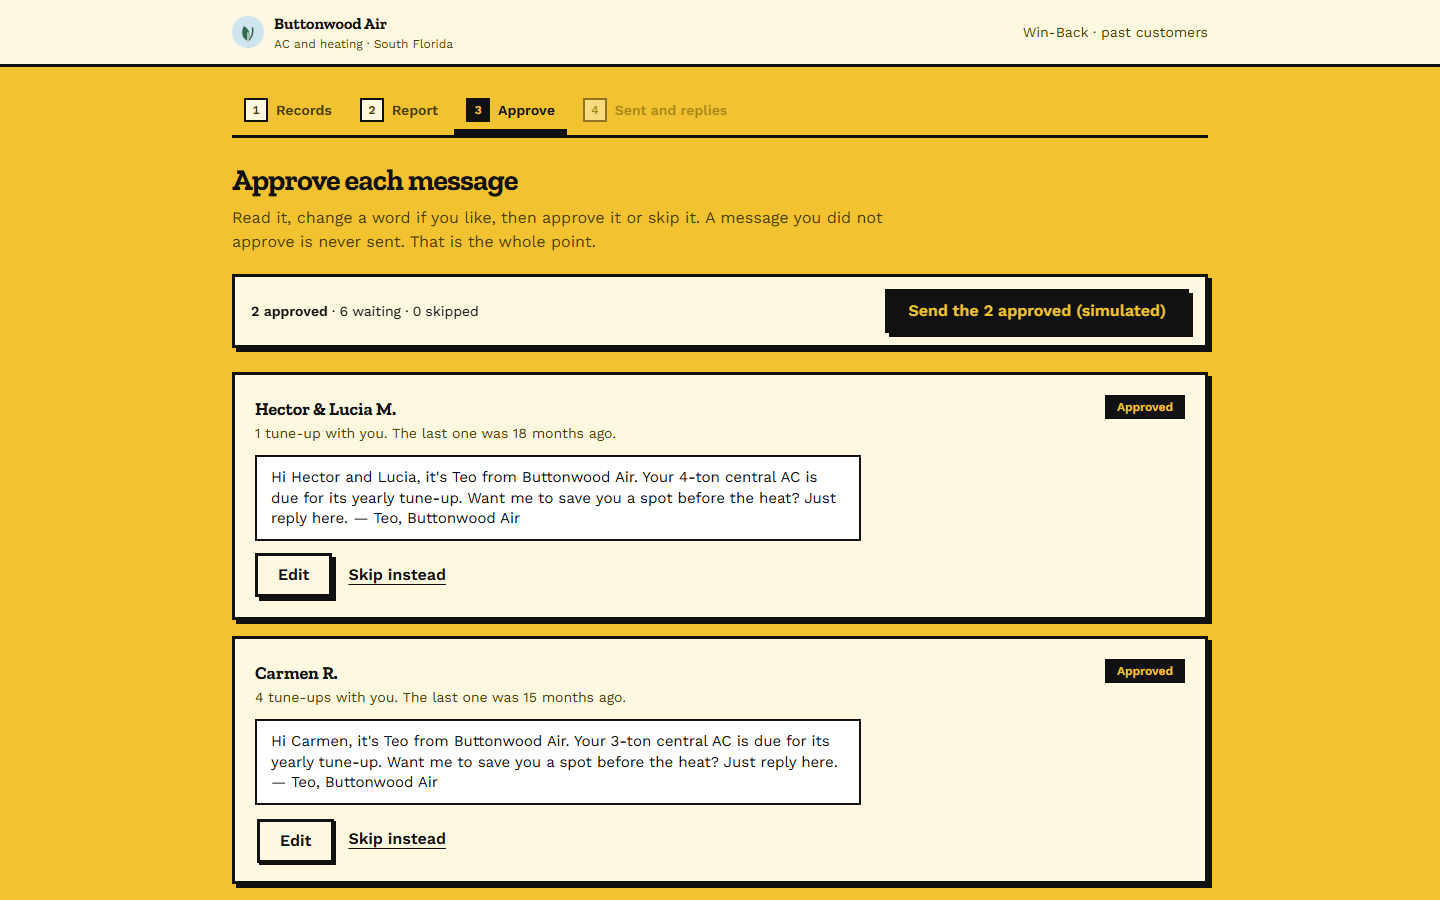 Buttonwood Air
AC and heating · South Florida
Win-Back · past customers
1 Records
2 Report
3 Approve
4 Sent and replies
Approve each message
Read it, change a word if you like, then approve it or skip it. A message you did not
approve is never sent. That is the whole point.
2 approved · 6 waiting · 0 skipped
Send the 2 approved (simulated)
Hector & Lucia M.
Approved
1 tune-up with you. The last one was 18 months ago.
Hi Hector and Lucia, it's Teo from Buttonwood Air. Your 4-ton central AC is
due for its yearly tune-up. Want me to save you a spot before the heat? Just
reply here. — Teo, Buttonwood Air
Edit
Skip instead
Carmen R.
Approved
4 tune-ups with you. The last one was 15 months ago.
Hi Carmen, it's Teo from Buttonwood Air. Your 3-ton central AC is due for its
yearly tune-up. Want me to save you a spot before the heat? Just reply here.
— Teo, Buttonwood Air
Edit
Skip instead